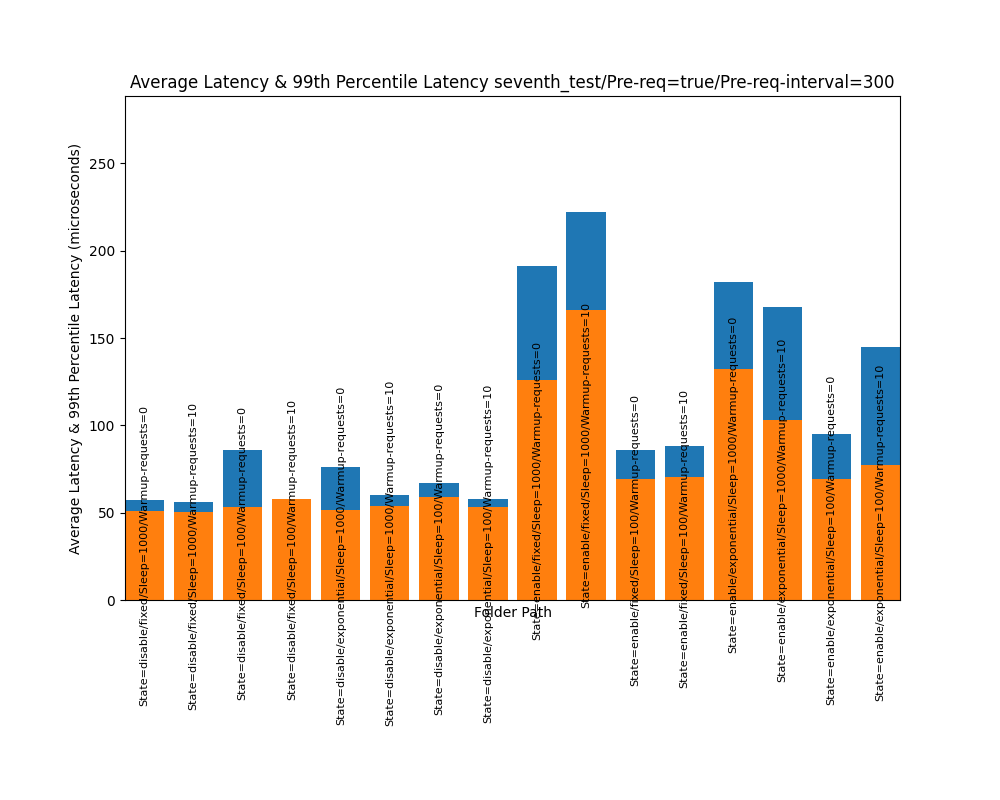 Average Latency & 99th Percentile Latency seventh_test/Pre-req=true/Pre-req-interval=300
Average Latency & 99th Percentile Latency (microseconds)
250
200
150
100
50
0
State=disable/fixed/Sleep=1000/Warmup-requests=0
State=disable/fixed/Sleep=1000/Warmup-requests=10
State=disable/fixed/Sleep=100/Warmup-requests=0
State=disable/fixed/Sleep=100/Warmup-requests=10
State=disable/exponential/Sleep=1000/Warmup-requests=0
State=disable/exponential/Sleep=1000/Warmup-requests=10
State=disable/exponential/Sleep=100/Warmup-requests=0
State=disable/exponential/Sleep=100/Warmup-requests=10
State=enable/fixed/Sleep=1000/Warmup-requests=0
State=enable/fixed/Sleep=1000/Warmup-requests=10
State=enable/fixed/Sleep=100/Warmup-requests=0
State=enable/fixed/Sleep=100/Warmup-requests=10
State=enable/exponential/Sleep=1000/Warmup-requests=0
State=enable/exponential/Sleep=1000/Warmup-requests=10
State=enable/exponential/Sleep=100/Warmup-requests=0
State=enable/exponential/Sleep=100/Warmup-requests=10
Folder Path